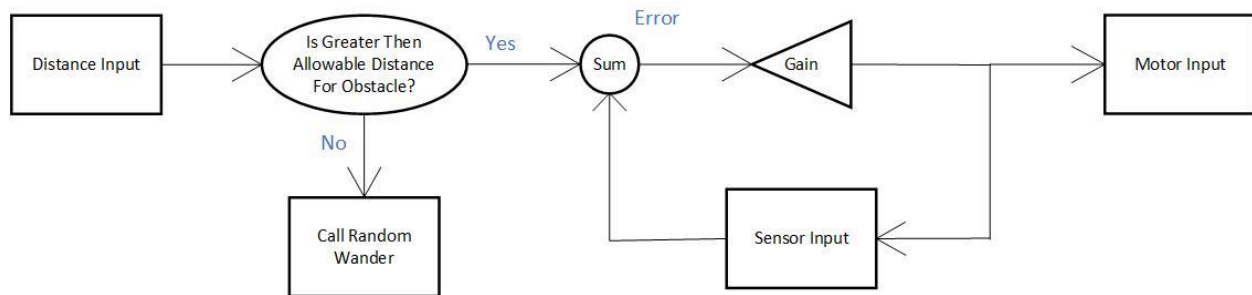 Error
Distance Input
Is Greater Then
Allowable Distance
For Obstacle?
Yes
Sum
Gain
Motor Input
No
Call Random
Wander
Sensor Input